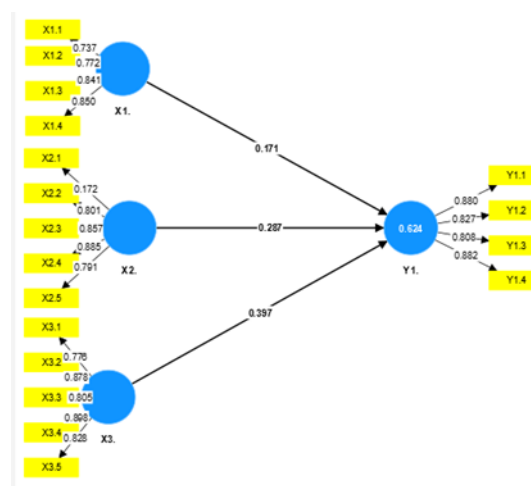 X1.1
X1.2
X1.3
X1.4
0.737
0.772
0.841
0.850
X1.
X2.1
X2.2
X2.3
X2.4
X2.5
0.172
0.801
0.857
0.885
0.791
X2.
X3.1
X3.2
X3.3
X3.4
X3.5
0.776
0.878
0.805
0.898
0.828
X3.
0.171
0.287
0.397
0.624
Y1.
0.880
0.827
0.808
0.882
Y1.1
Y1.2
Y1.3
Y1.4